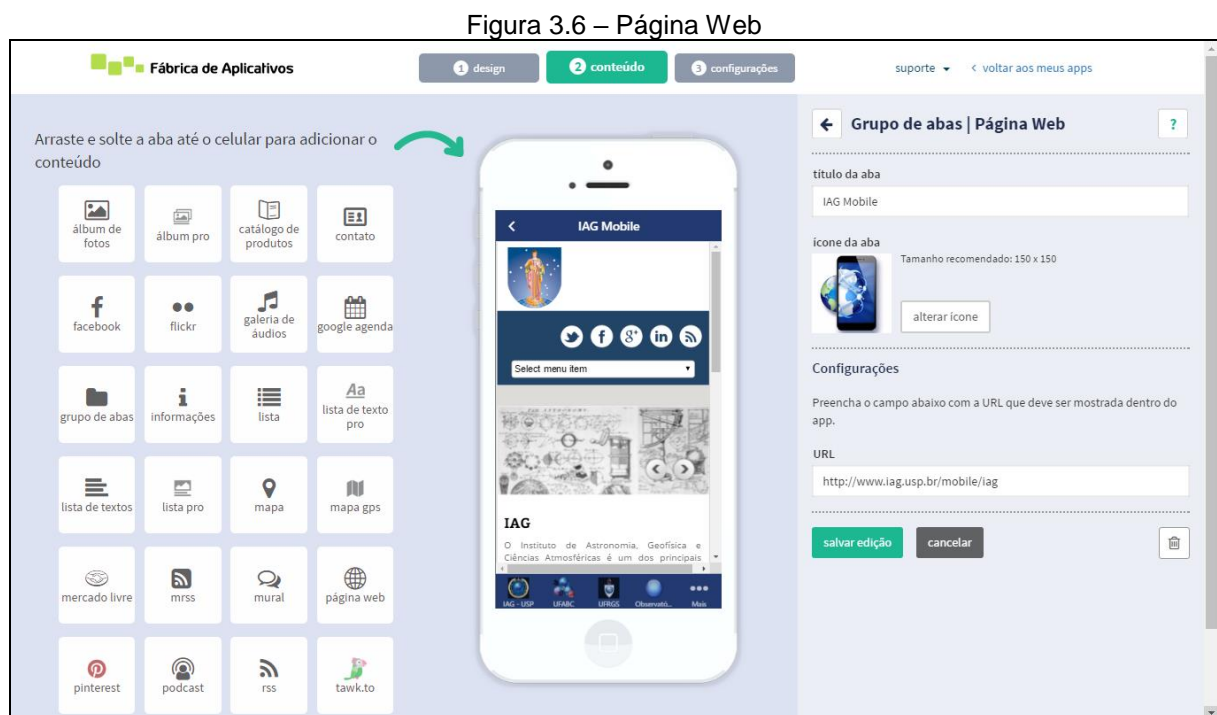 Figura 3.6 – Página Web
Fábrica de Aplicativos
1 design
2 conteúdo
3 configurações
suporte
< voltar aos meus apps
Arraste e solte a aba até o celular para adicionar o
conteúdo
álbum de
fotos
álbum pro
catálogo de
produtos
contato
facebook
flickr
galeria de
áudios
google agenda
grupo de abas
informações
lista
Aa
lista de texto
pro
lista de textos
lista pro
mapa
mapa gps
mercado livre
mrss
mural
página web
pinterest
podcast
rss
tawk.to
IAG Mobile
Select menu item
IAG
O Instituto de Astronomia, Geofísica e
Ciências Atmosféricas é um dos principais
IAG - USP
UFABC
UFRGS
Observató...
Mais
Grupo de abas | Página Web
?
título da aba
IAG Mobile
ícone da aba
Tamanho recomendado: 150 x 150
alterar ícone
Configurações
Preencha o campo abaixo com a URL que deve ser mostrada dentro do
app.
URL
http://www.iag.usp.br/mobile/iag
salvar edição
cancelar